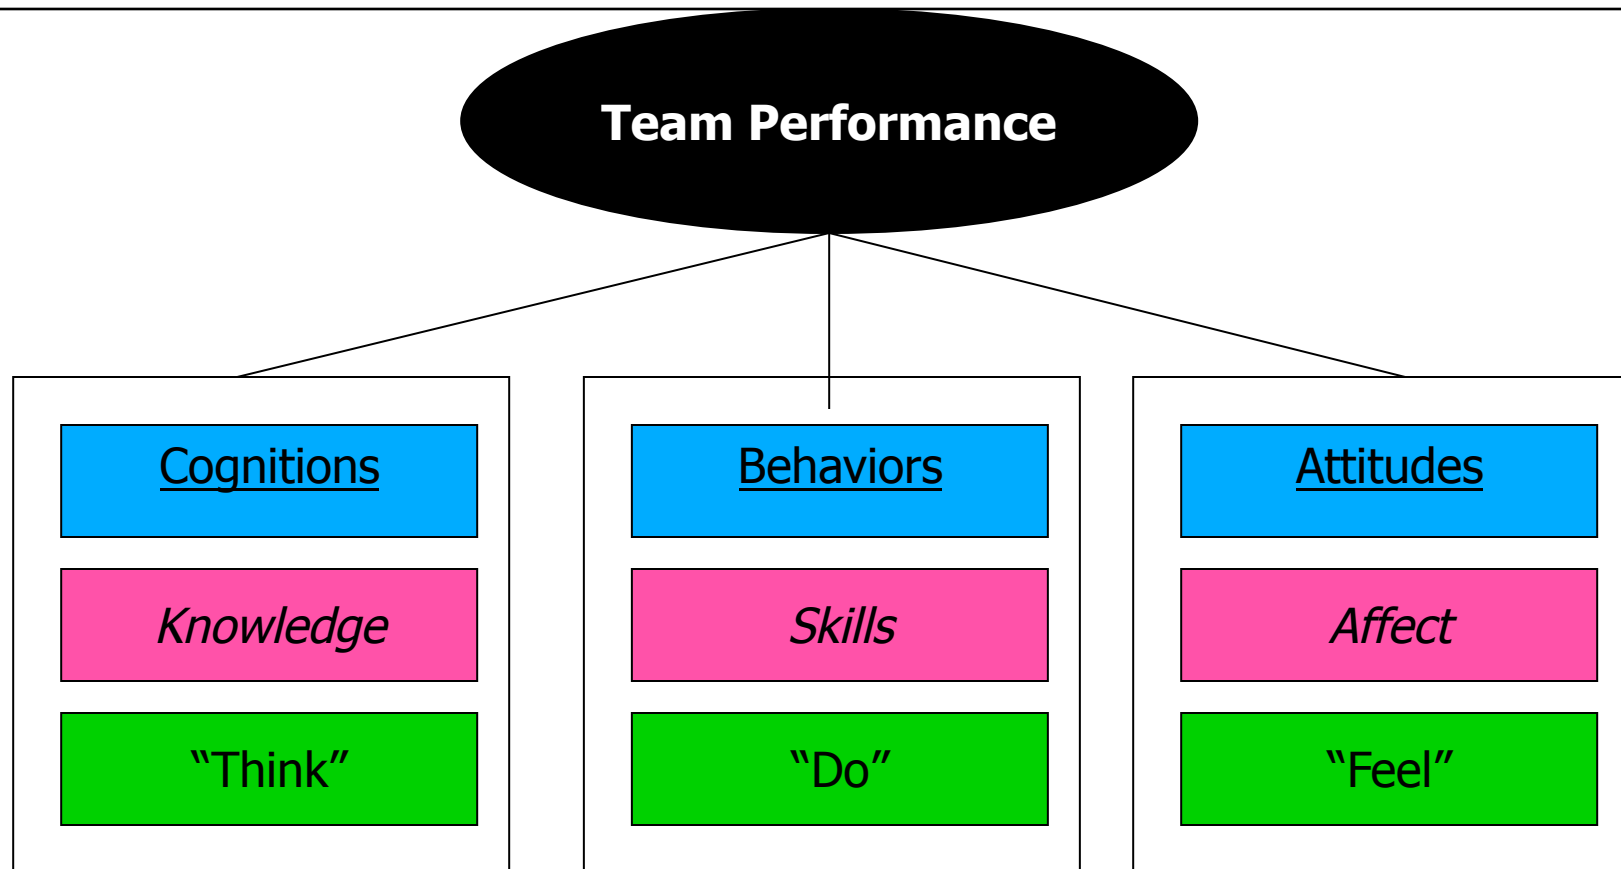 Team Performance
Cognitions
Knowledge
“Think”
Behaviors
Skills
“Do”
Attitudes
Affect
“Feel”